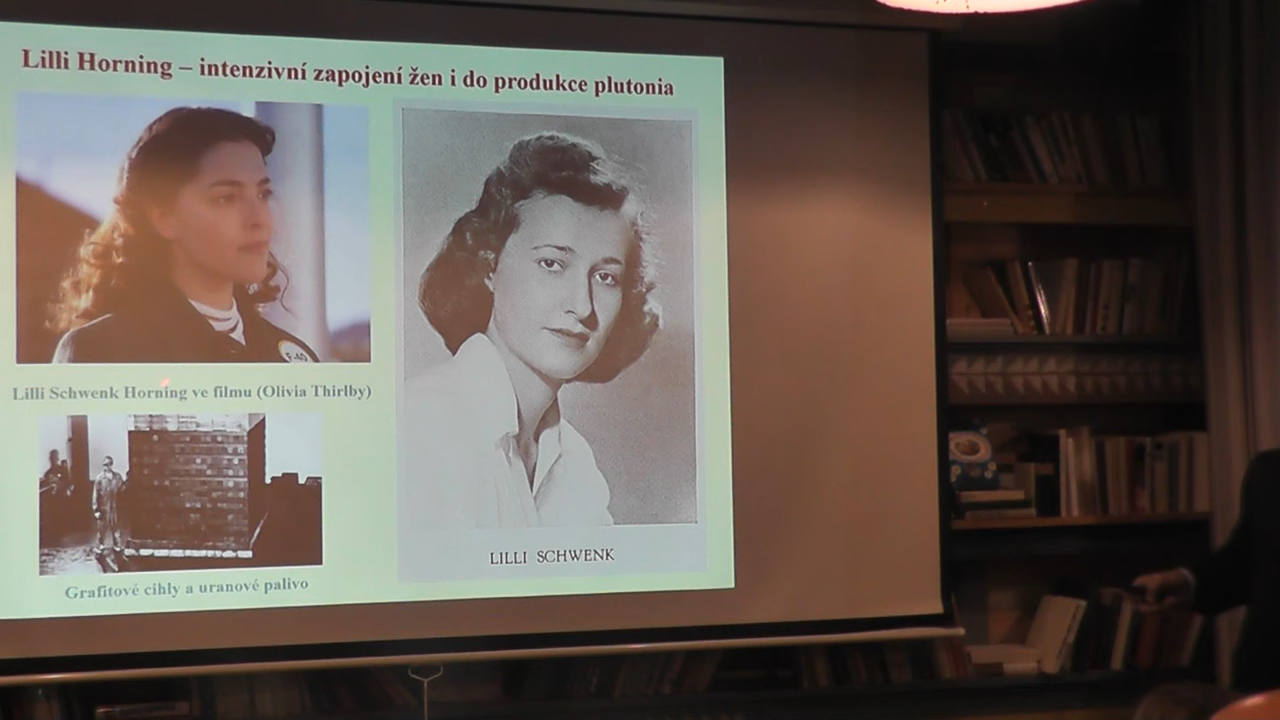 Lilli Horning – intenzivní zapojení žen i do produkce plutonia
Lilli Schwenk Horning ve filmu (Olivia Thirlby)
Grafitové cihly a uranové palivo
LILLI SCHWENK